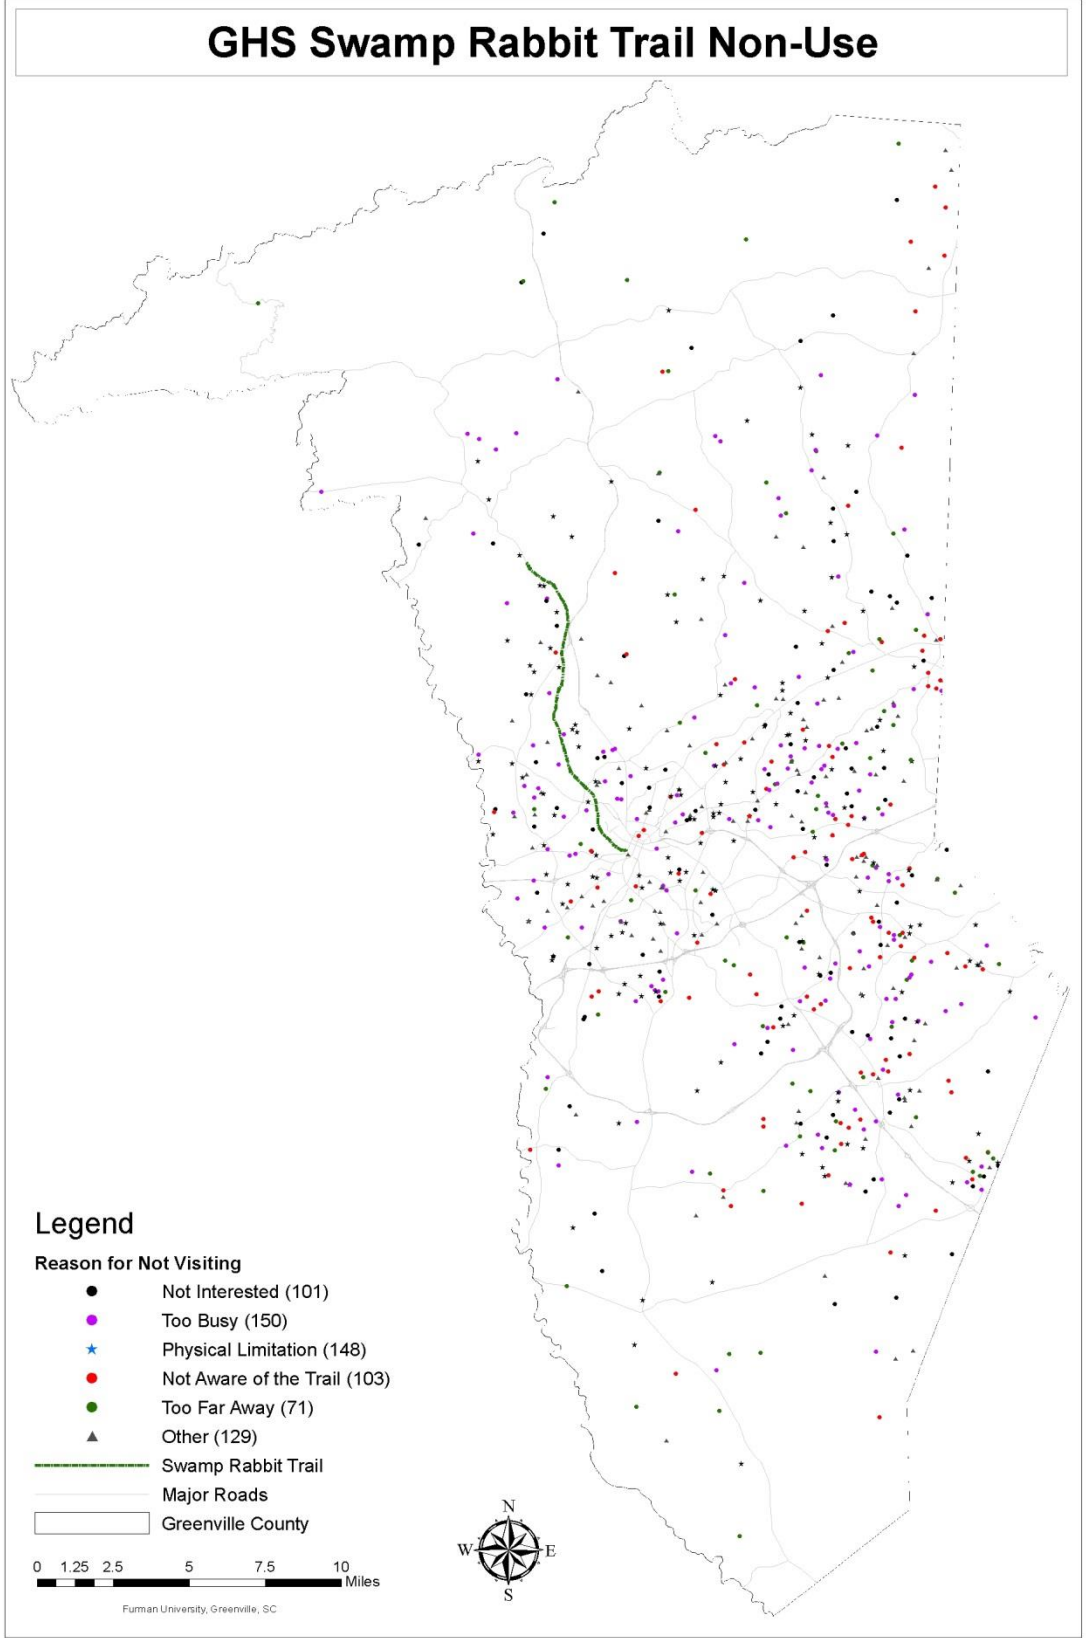 GHS Swamp Rabbit Trail Non-Use
Legend
Reason for Not Visiting
Not Interested (101)
Too Busy (150)
Physical Limitation (148)
Not Aware of the Trail (103)
Too Far Away (71)
Other (129)
Swamp Rabbit Trail
Major Roads
Greenville County
0 1.25 2.5 5 7.5 10
Miles
Furman University, Greenville, SC
N
W E
S